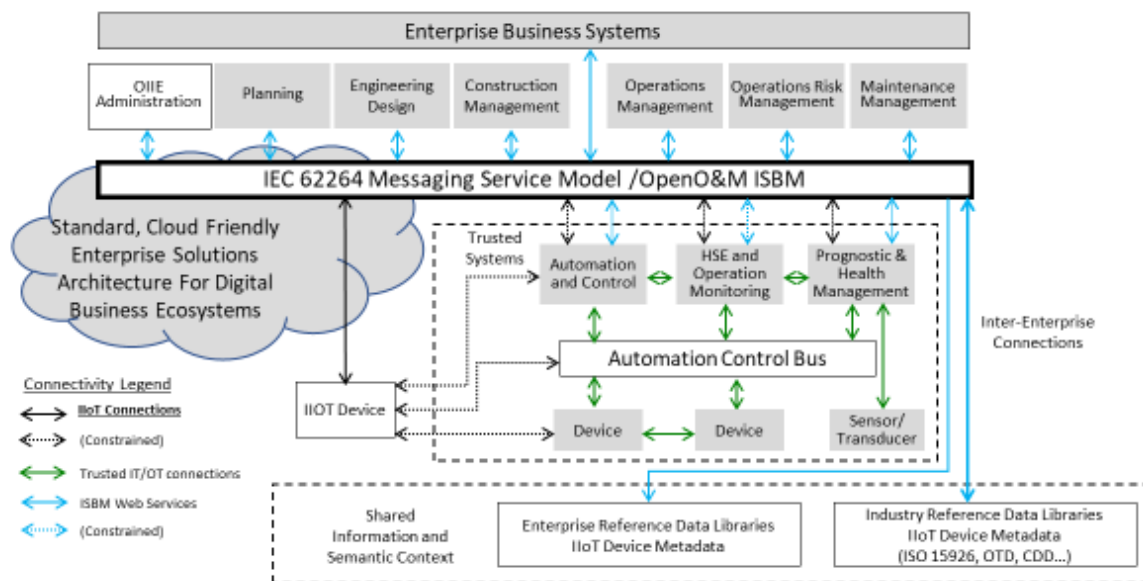 Enterprise Business Systems
OIIE
Administration
Planning
Engineering
Design
Construction
Management
Operations
Management
Operations Risk
Management
Maintenance
Management
IEC 62264 Messaging Service Model /OpenO&M ISBM
Standard, Cloud Friendly
Enterprise Solutions
Architecture For Digital
Business Ecosystems
Trusted
Systems
Automation
and Control
HSE and
Operation
Monitoring
Prognostic &
Health
Management
Inter-Enterprise
Connections
Automation Control Bus
Connectivity Legend
IIoT Connections
(Constrained)
Trusted IT/OT connections
ISBM Web Services
(Constrained)
IIOT Device
Device
Device
Sensor/
Transducer
Shared
Information and
Semantic Context
Enterprise Reference Data Libraries
IIoT Device Metadata
Industry Reference Data Libraries
IIoT Device Metadata
(ISO 15926, OTD, CDD...)